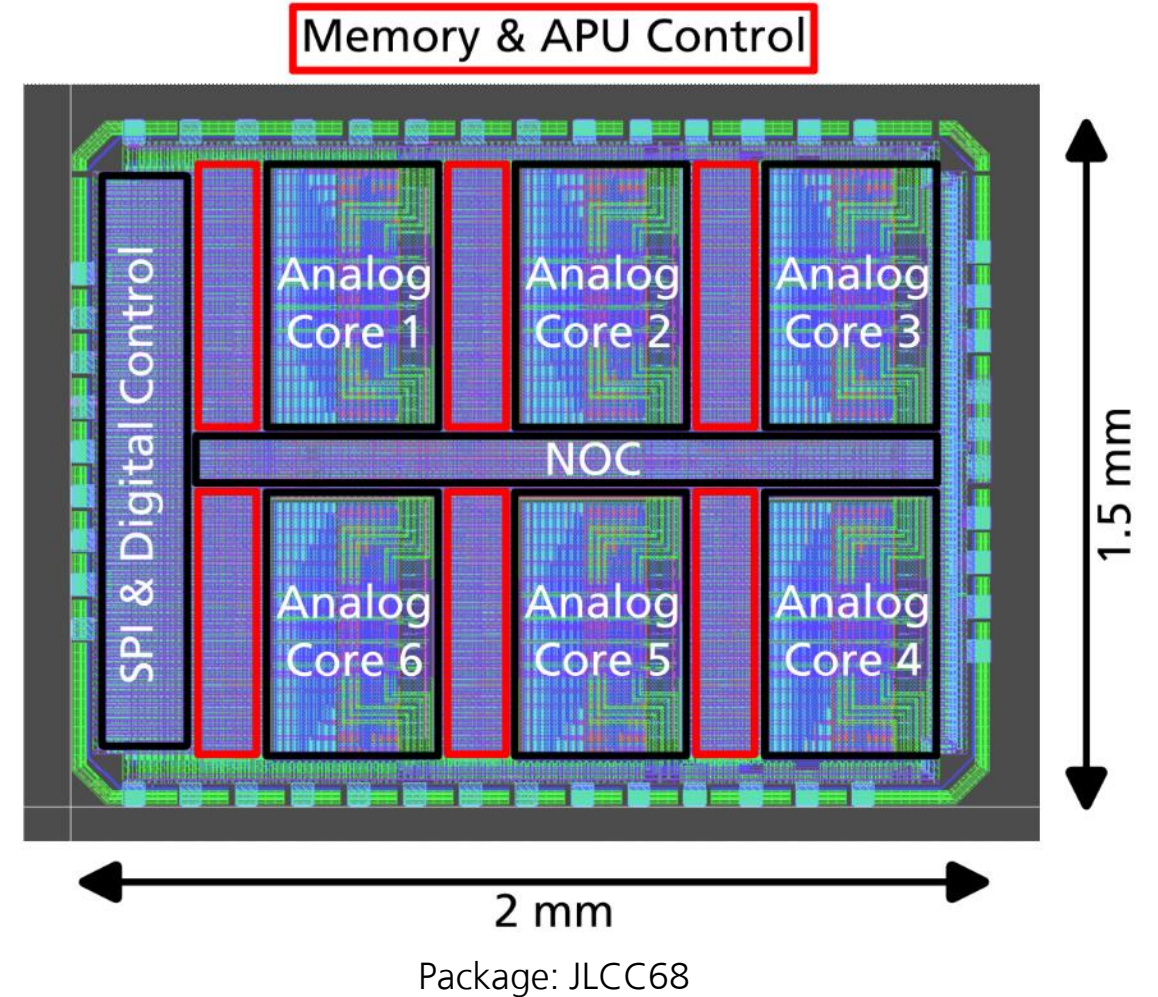 Memory & APU Control
SPI & Digital Control
Analog
Core 1
Analog
Core 2
Analog
Core 3
NOC
Analog
Core 6
Analog
Core 5
Analog
Core 4
1.5 mm
2 mm
Package: JLCC68